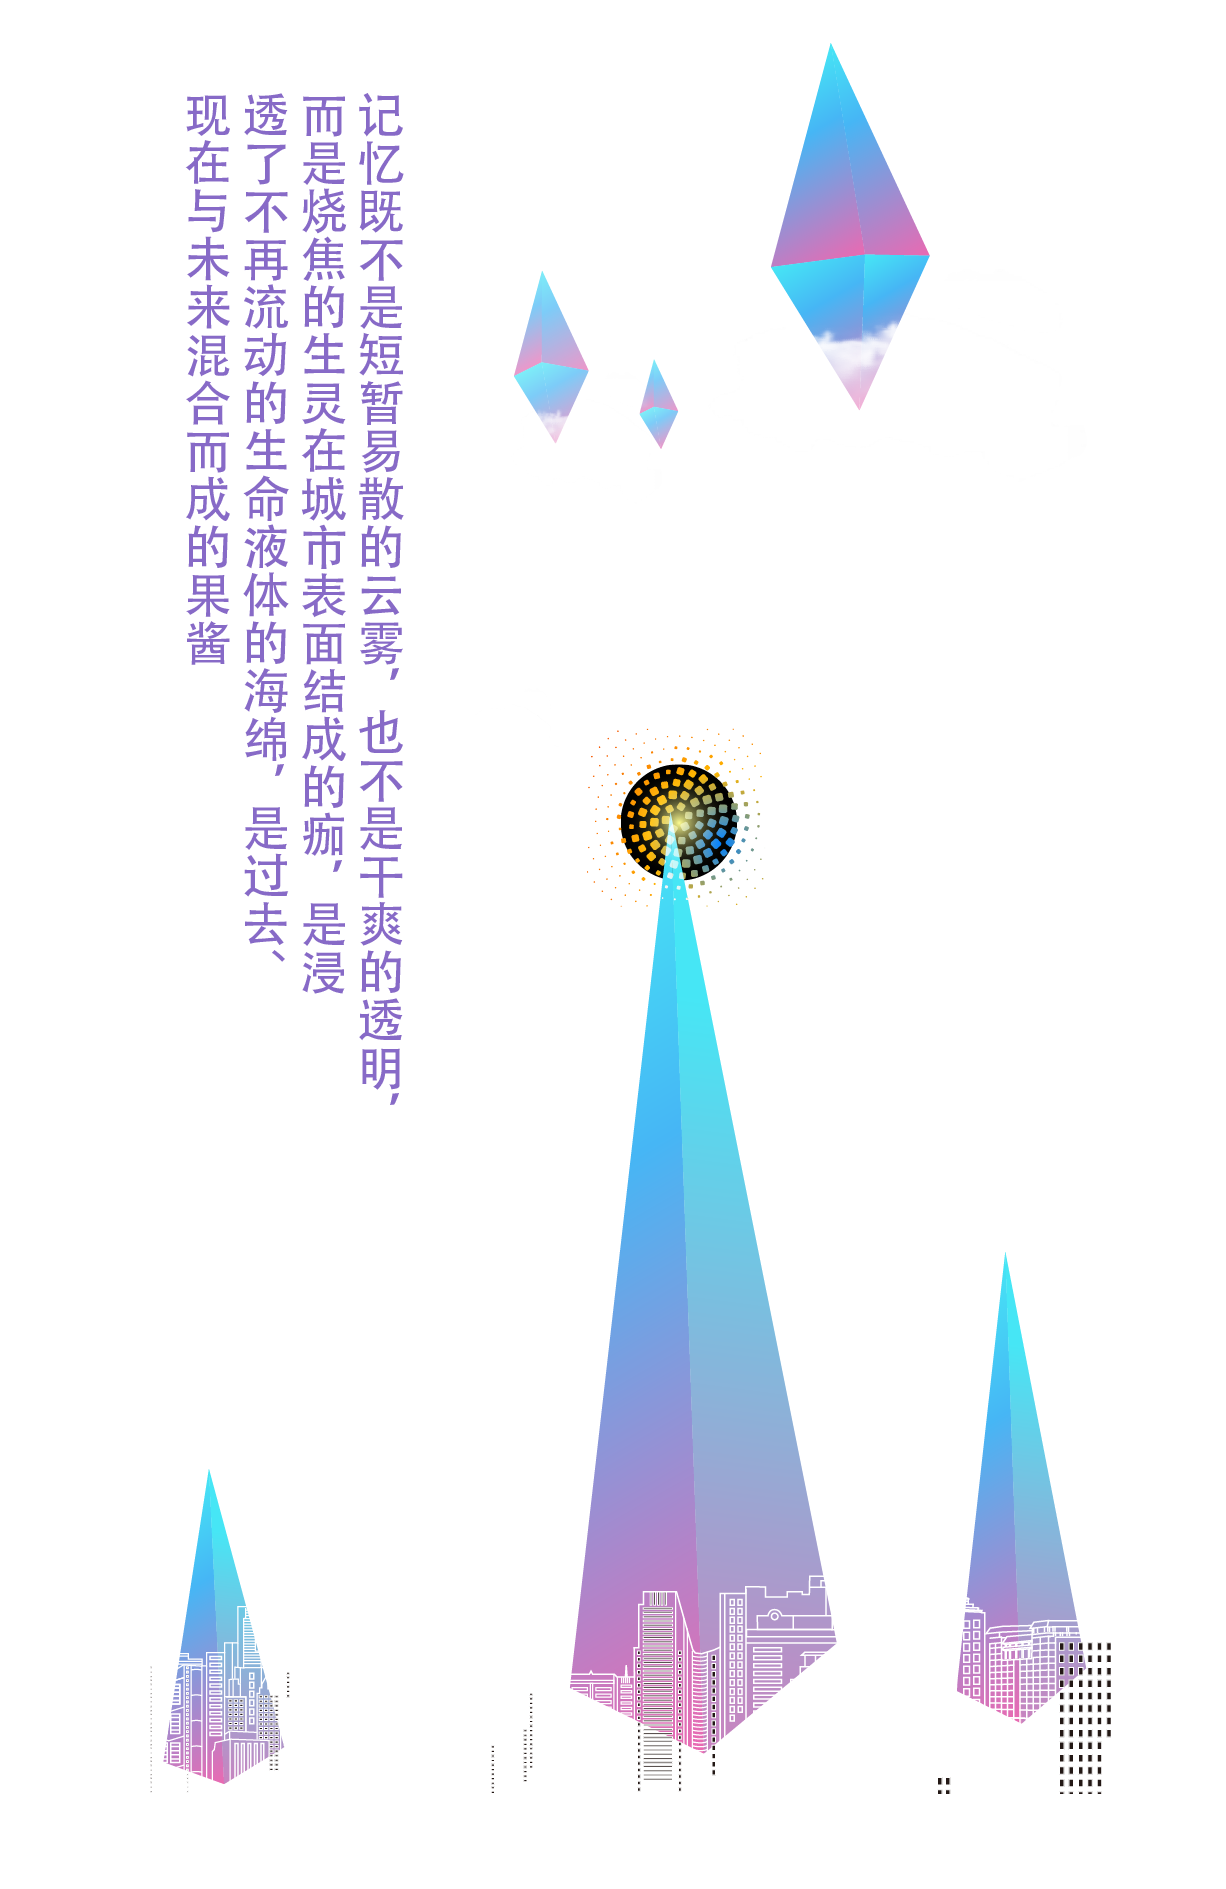 记忆既不是短暂易散的云雾，也不是干爽的透明，
而是烧焦的生灵在城市表面结成的痂，是浸
透了不再流动的生命液体的海绵，是过去、
现在与未来混合而成的果酱